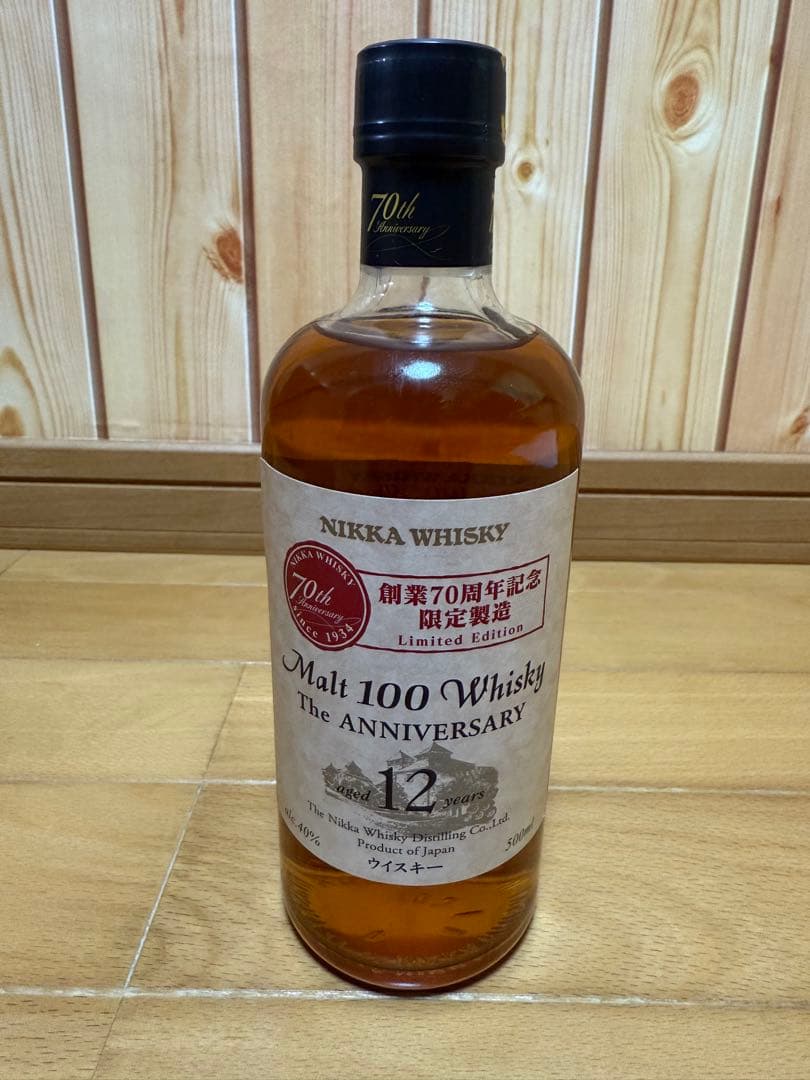 70th
Anniversary
NIKKA WHISKY
NIKKA WHISKY
70th
Anniversary
since 1934
創業70周年記念
限定製造
Limited Edition
Malt 100 Whisky
The ANNIVERSARY
aged 12 years
The Nikka Whisky Distilling Co.,Ltd.
alc.40% Product of Japan 500ml
ウイスキー